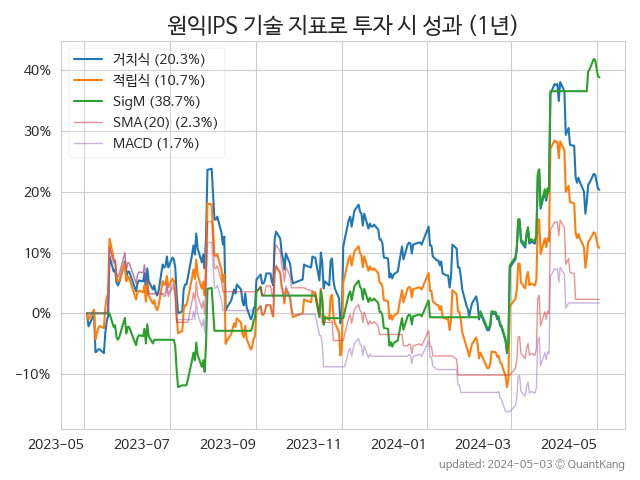 원익IPS 기술 지표로 투자 시 성과 (1년)
거치식 (20.3%)
적립식 (10.7%)
SigM (38.7%)
SMA(20) (2.3%)
MACD (1.7%)
40%
30%
20%
10%
0%
−10%
2023-05 2023-07 2023-09 2023-11 2024-01 2024-03 2024-05
updated: 2024-05-03 ⓒ QuantKang